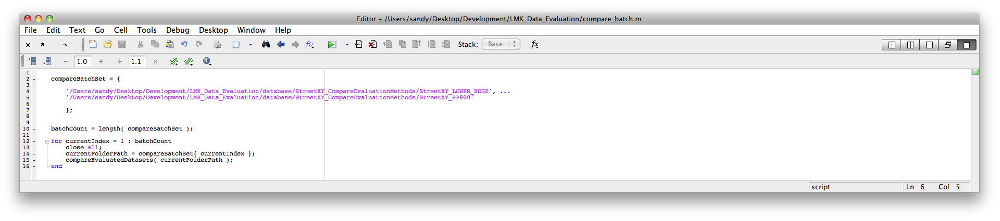 Editor – /Users/sandy/Desktop/Development/LMK_Data_Evaluation/compare_batch.m
File Edit Text Go Cell Tools Debug Desktop Window Help
Stack: Base fx
− 1.0 + ÷ 1.1 ×
1
2 - compareBatchSet = {
3
4 '/Users/sandy/Desktop/Development/LMK_Data_Evaluation/database/StreetXY_CompareEvaluationMethods/StreetXY_LOWER_EDGE', ...
5 '/Users/sandy/Desktop/Development/LMK_Data_Evaluation/database/StreetXY_CompareEvaluationMethods/StreetXY_RP800'
6
7 };
8
9
10 - batchCount = length( compareBatchSet );
11
12 - for currentIndex = 1 : batchCount
13 - close all;
14 - currentFolderPath = compareBatchSet{ currentIndex };
15 - compareEvaluatedDatasets( currentFolderPath );
16 - end
script Ln 6 Col 5